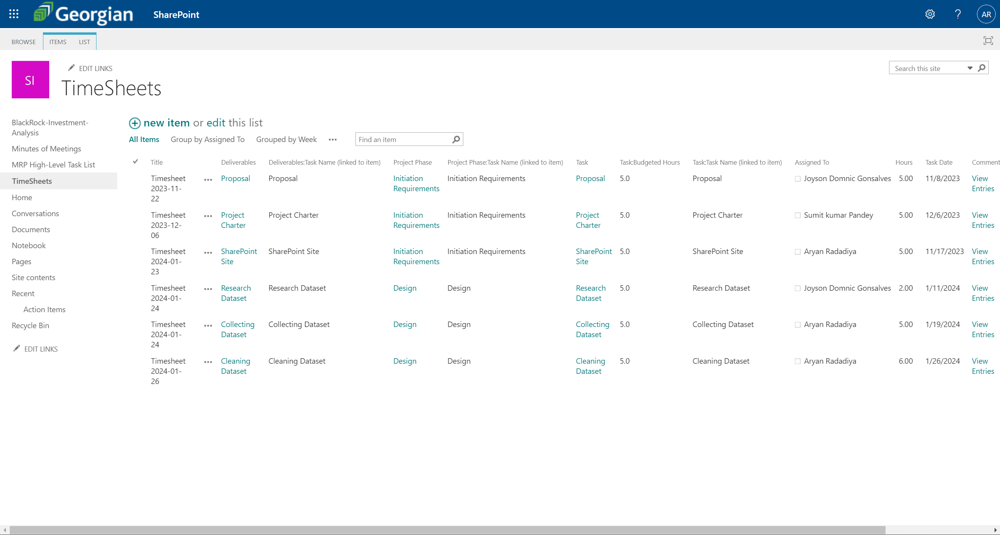 Georgian
SharePoint
AR
BROWSE
ITEMS
LIST
SI
EDIT LINKS
TimeSheets
Search this site
BlackRock-Investment-
Analysis
Minutes of Meetings
MRP High-Level Task List
TimeSheets
Home
Conversations
Documents
Notebook
Pages
Site contents
Recent
Action Items
Recycle Bin
EDIT LINKS
new item or edit this list
All Items Group by Assigned To Grouped by Week ••• Find an item
Title Deliverables Deliverables:Task Name (linked to item) Project Phase Project Phase:Task Name (linked to item) Task Task:Budgeted Hours Task:Task Name (linked to item) Assigned To Hours Task Date Comment
Timesheet ••• Proposal Proposal Initiation Initiation Requirements Proposal 5.0 Proposal Joyson Domnic Gonsalves 5.00 11/8/2023 View
2023-11- Requirements Entries
22
Timesheet ••• Project Project Charter Initiation Initiation Requirements Project 5.0 Project Charter Sumit kumar Pandey 5.00 12/6/2023 View
2023-12- Charter Requirements Charter Entries
06
Timesheet ••• SharePoint SharePoint Site Initiation Initiation Requirements SharePoint 5.0 SharePoint Site Aryan Radadiya 5.00 11/17/2023 View
2024-01- Site Requirements Site Entries
23
Timesheet ••• Research Research Dataset Design Design Research 5.0 Research Dataset Joyson Domnic Gonsalves 2.00 1/11/2024 View
2024-01- Dataset Dataset Entries
24
Timesheet ••• Collecting Collecting Dataset Design Design Collecting 5.0 Collecting Dataset Aryan Radadiya 5.00 1/19/2024 View
2024-01- Dataset Dataset Entries
24
Timesheet ••• Cleaning Cleaning Dataset Design Design Cleaning 5.0 Cleaning Dataset Aryan Radadiya 6.00 1/26/2024 View
2024-01- Dataset Dataset Entries
26